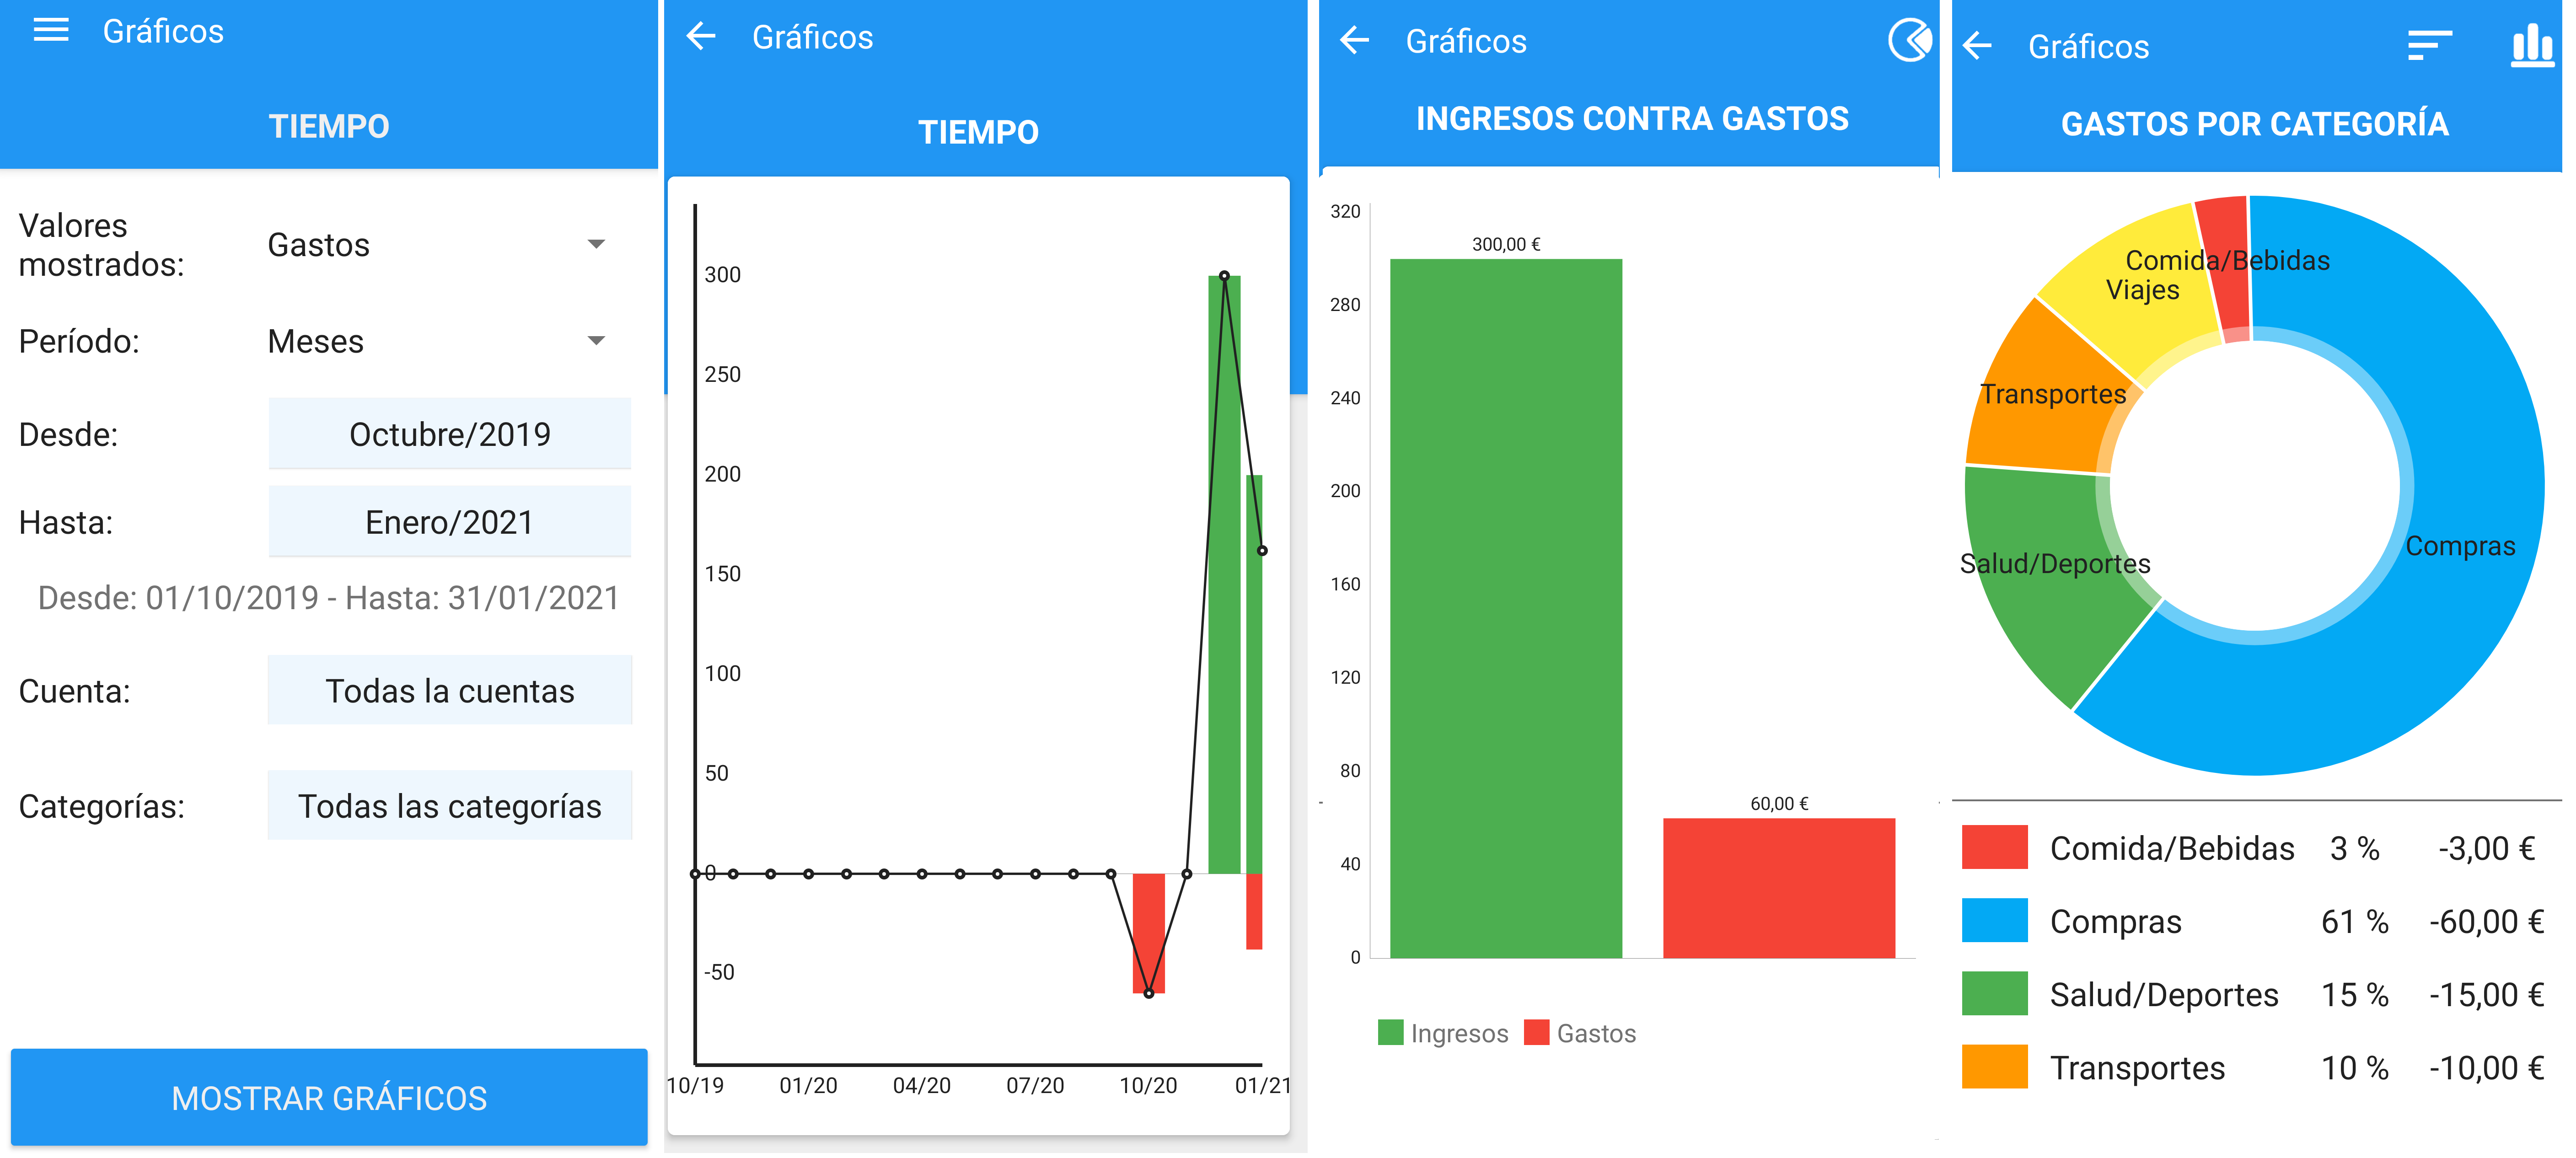 Gráficos
TIEMPO
Valores
mostrados:
Gastos
Período:
Meses
Desde:
Octubre/2019
Hasta:
Enero/2021
Desde: 01/10/2019 - Hasta: 31/01/2021
Cuenta:
Todas la cuentas
Categorías:
Todas las categorías
MOSTRAR GRÁFICOS
Gráficos
TIEMPO
300
250
200
150
100
50
0
-50
10/19 01/20 04/20 07/20 10/20 01/21
Gráficos
INGRESOS CONTRA GASTOS
320
300,00 €
280
240
200
160
120
80
60,00 €
40
0
Ingresos Gastos
Gráficos
GASTOS POR CATEGORÍA
Comida/Bebidas
Viajes
Transportes
Compras
Salud/Deportes
Comida/Bebidas 3 % -3,00 €
Compras 61 % -60,00 €
Salud/Deportes 15 % -15,00 €
Transportes 10 % -10,00 €